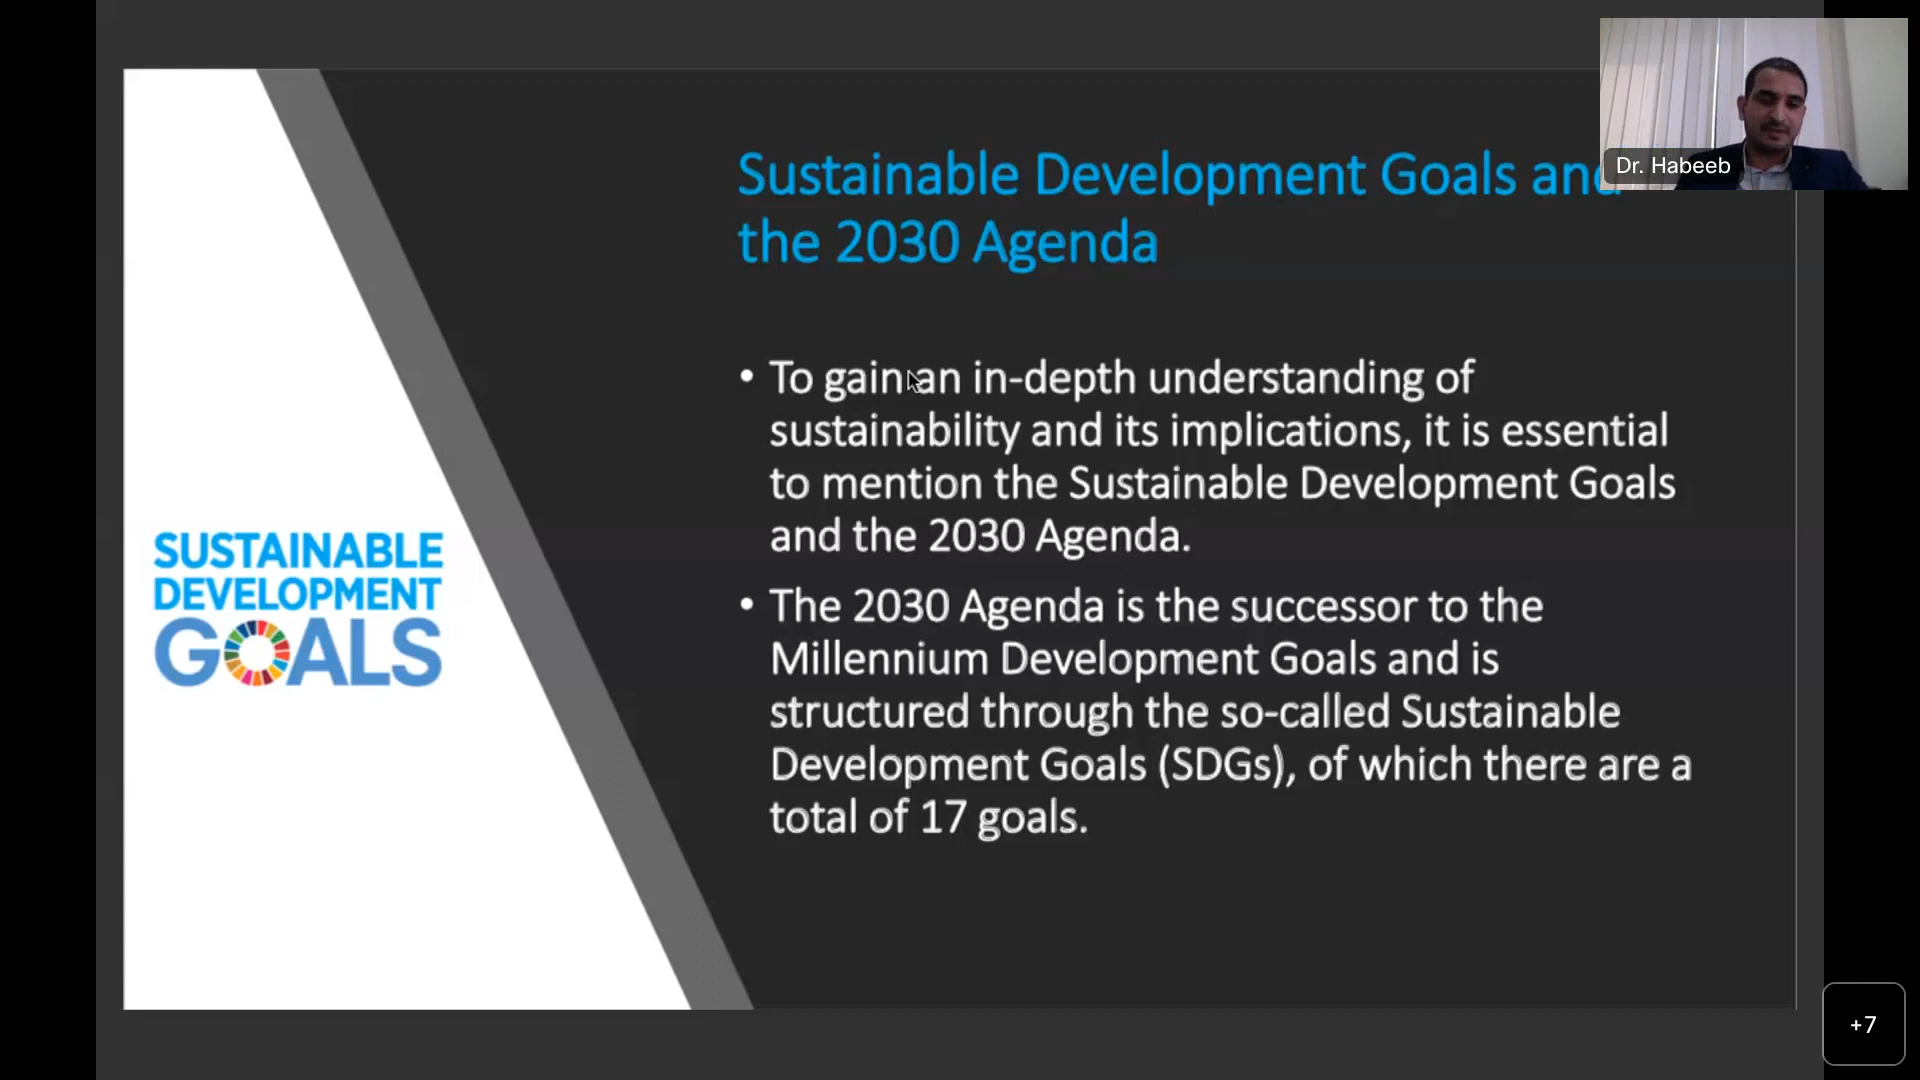 Sustainable Development Goals and
the 2030 Agenda
Dr. Habeeb
• To gain an in-depth understanding of
sustainability and its implications, it is essential
to mention the Sustainable Development Goals
and the 2030 Agenda.
• The 2030 Agenda is the successor to the
Millennium Development Goals and is
structured through the so-called Sustainable
Development Goals (SDGs), of which there are a
total of 17 goals.
SUSTAINABLE
DEVELOPMENT
GOALS
+7